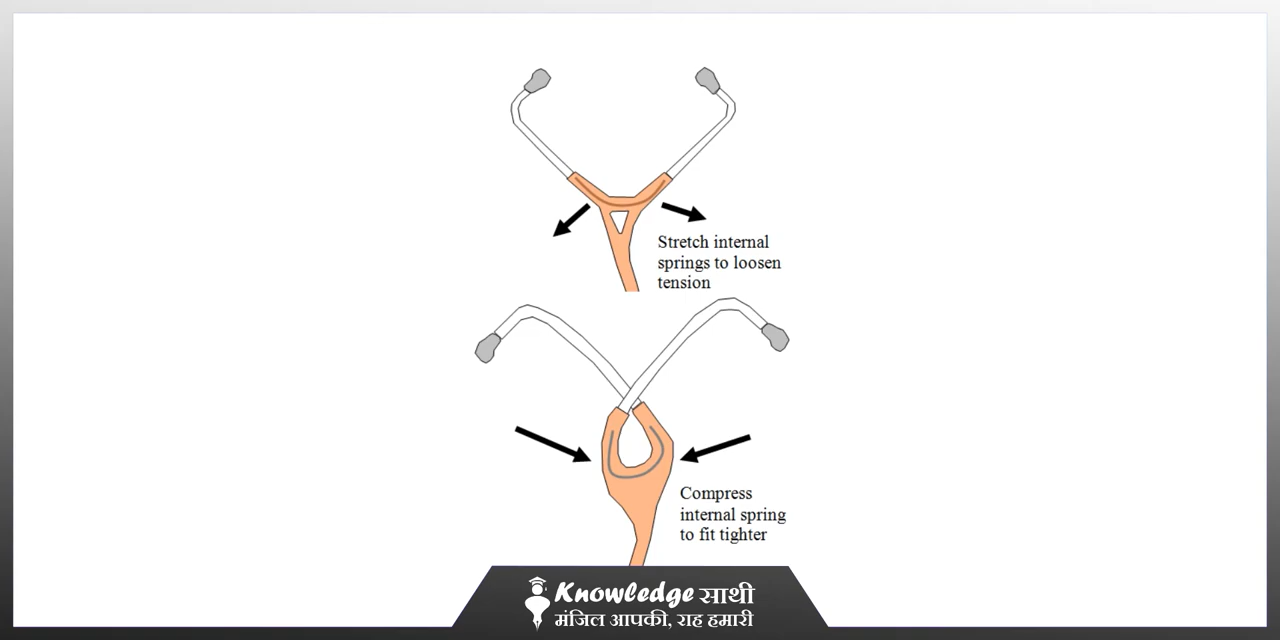 Stretch internal
springs to loosen
tension
Compress
internal spring
to fit tighter
Knowledge साथी
मंजिल आपकी, राह हमारी